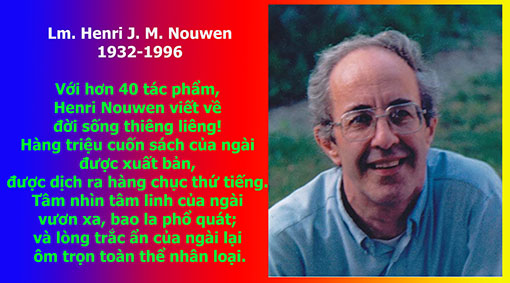 Lm. Henri J. M. Nouwen
1932-1996
Với hơn 40 tác phẩm,
Henri Nouwen viết về
đời sống thiêng liêng!
Hàng triệu cuốn sách của ngài
được xuất bản,
được dịch ra hàng chục thứ tiếng.
Tâm nhìn tâm linh của ngài
vươn xa, bao la phổ quát;
và lòng trắc ẩn của ngài lại
ôm trọn toàn thể nhân loại.